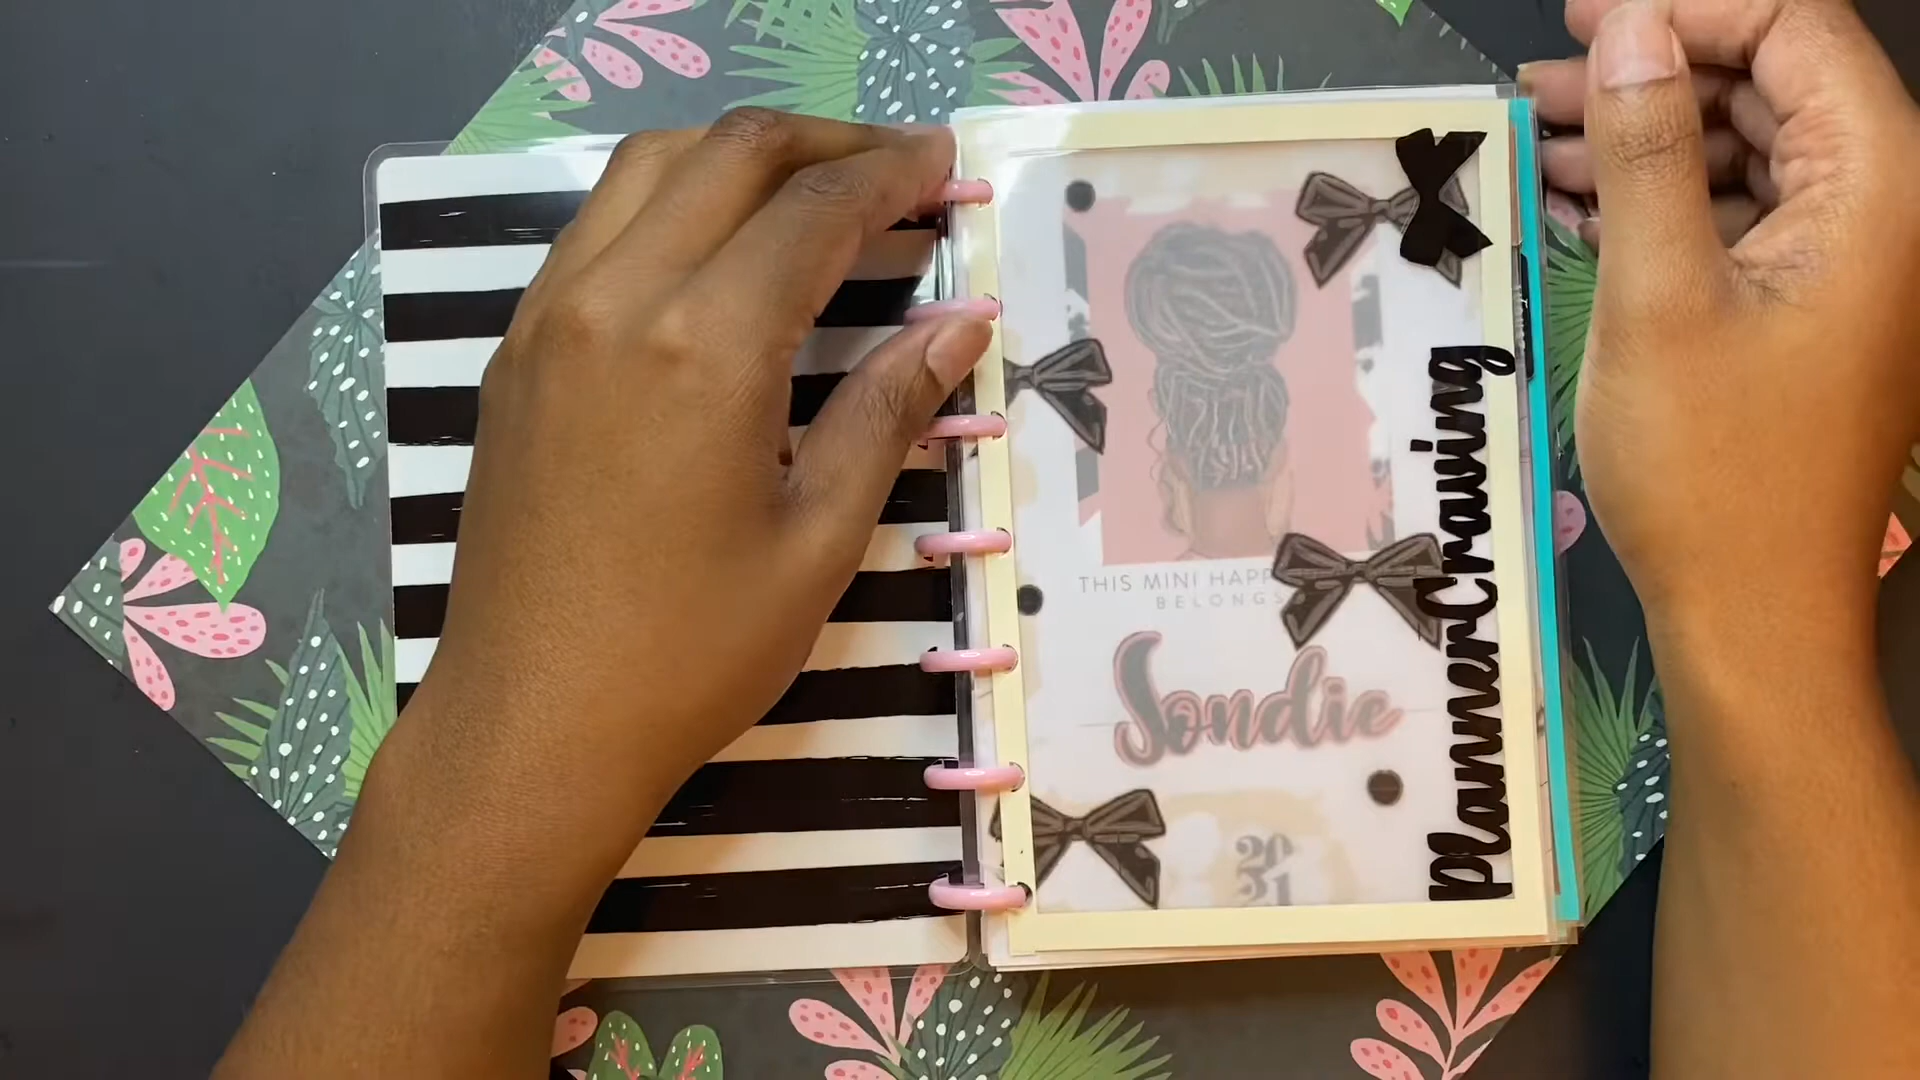 THIS MINI HAPP
BELONGS
Sondie
20
21
plannerCraving